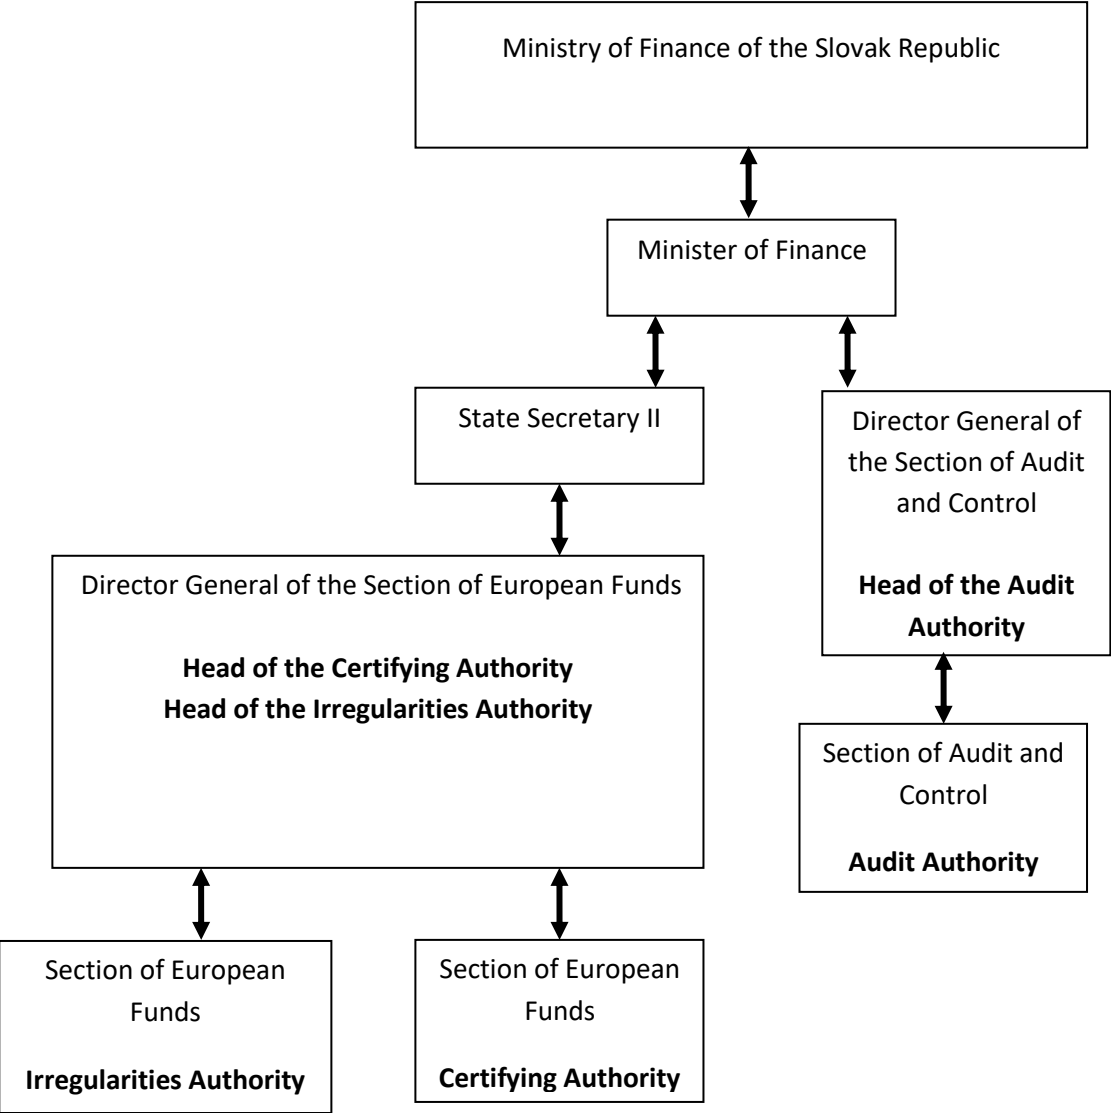 Ministry of Finance of the Slovak Republic
Minister of Finance
State Secretary II
Director General of
the Section of Audit
and Control
Head of the Audit
Authority
Director General of the Section of European Funds
Head of the Certifying Authority
Head of the Irregularities Authority
Section of Audit and
Control
Audit Authority
Section of European
Funds
Irregularities Authority
Section of European
Funds
Certifying Authority